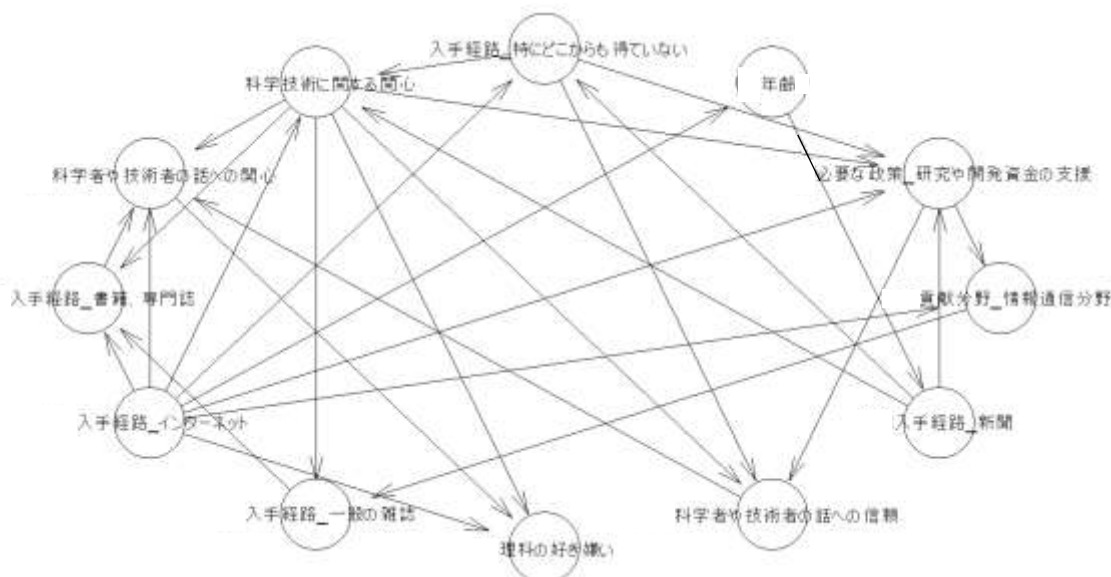 入手経路_特にどこからも得ていない
科学技術に関する関心
年齢
科学者や技術者の話への関心
必要な政策_研究や開発資金の支援
入手経路_書籍、専門誌
貢献分野_情報通信分野
入手経路_インターネット
入手経路_新聞
入手経路_一般の雑誌
科学者や技術者の話への信頼
理科の好き嫌い